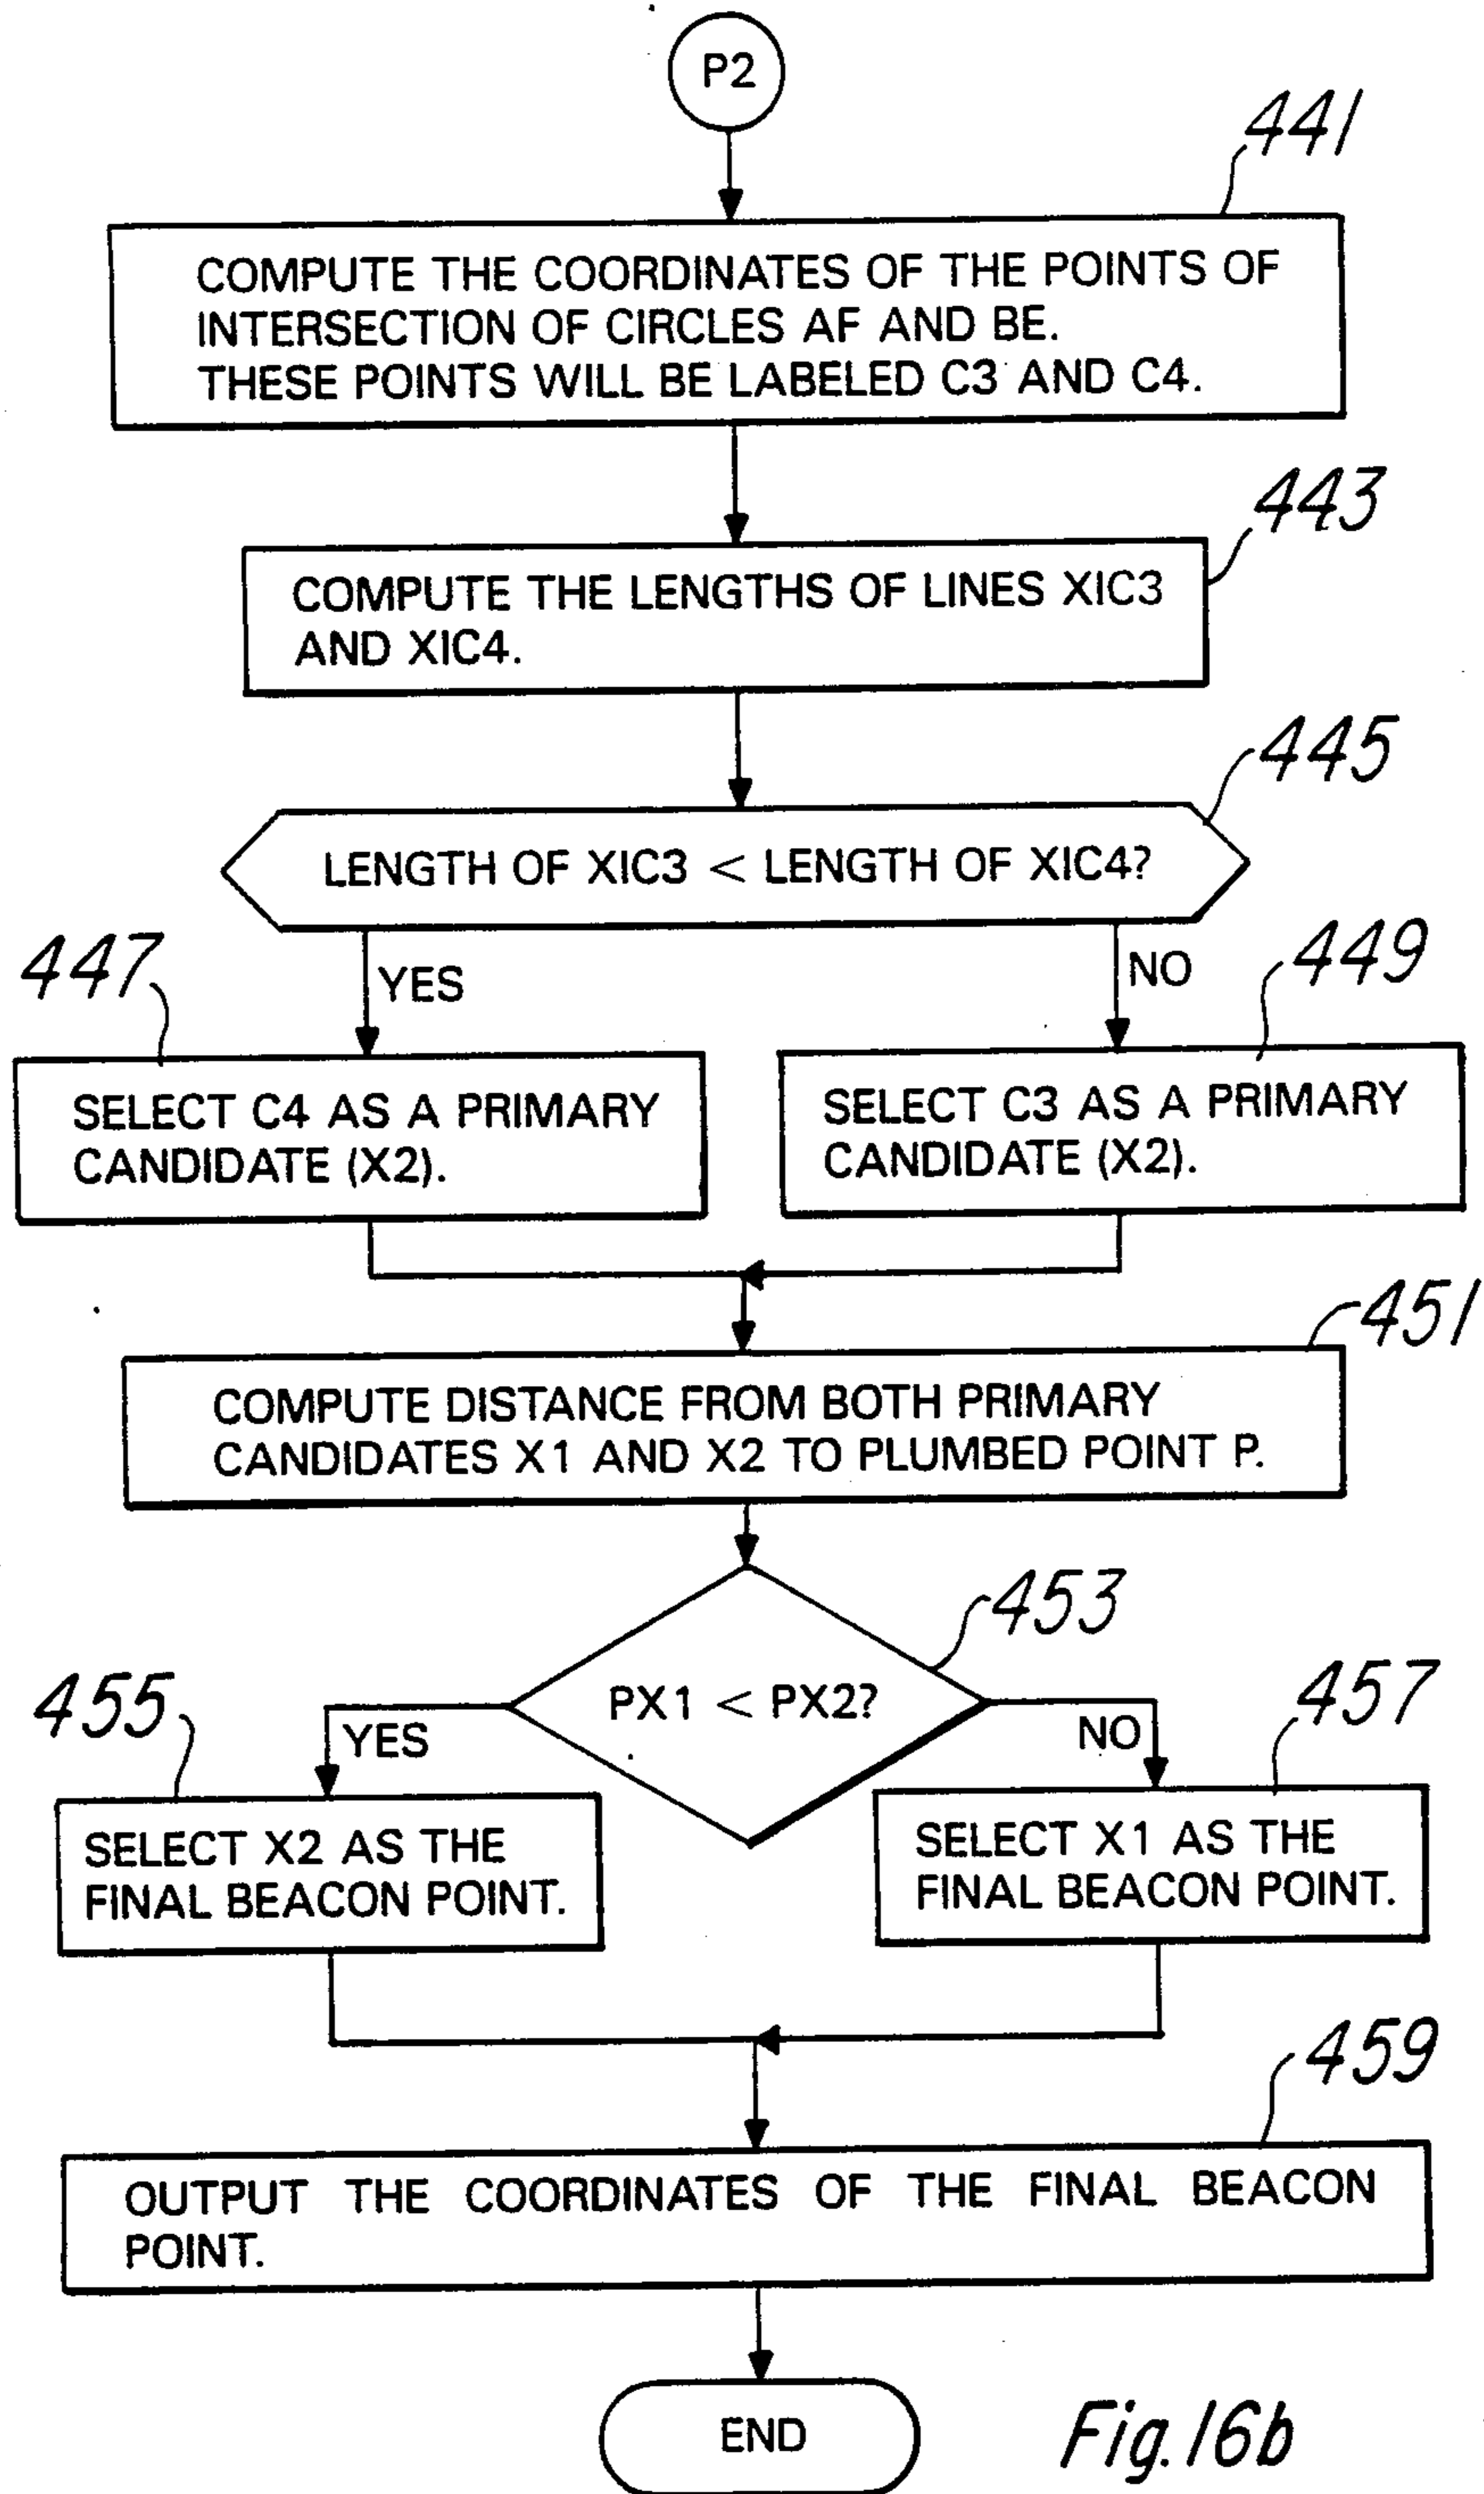 P2
441
COMPUTE THE COORDINATES OF THE POINTS OF
INTERSECTION OF CIRCLES AF AND BE.
THESE POINTS WILL BE LABELED C3 AND C4.
443
COMPUTE THE LENGTHS OF LINES XIC3
AND XIC4.
445
LENGTH OF XIC3 < LENGTH OF XIC4?
447
YES
NO
449
SELECT C4 AS A PRIMARY
CANDIDATE (X2).
SELECT C3 AS A PRIMARY
CANDIDATE (X2).
451
COMPUTE DISTANCE FROM BOTH PRIMARY
CANDIDATES X1 AND X2 TO PLUMBED POINT P.
453
PX1 < PX2?
455
YES
NO
457
SELECT X2 AS THE
FINAL BEACON POINT.
SELECT X1 AS THE
FINAL BEACON POINT.
459
OUTPUT THE COORDINATES OF THE FINAL BEACON
POINT.
END
Fig. 16b